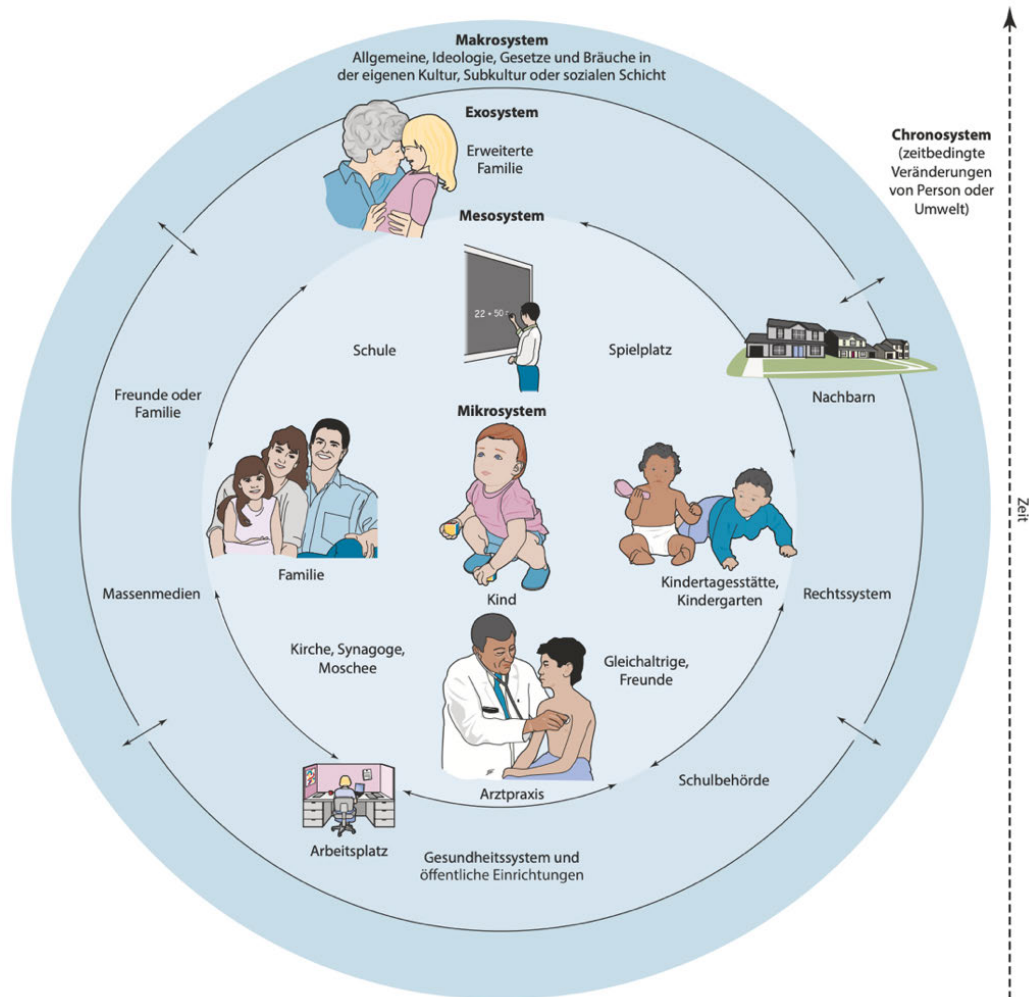 Makrosystem
Allgemeine, Ideologie, Gesetze und Bräuche in
der eigenen Kultur, Subkultur oder sozialen Schicht
Exosystem
Erweiterte
Familie
Chronosystem
(zeitbedingte
Veränderungen
von Person oder
Umwelt)
Mesosystem
22 + 50 =
Schule
Spielplatz
Freunde oder
Familie
Nachbarn
Mikrosystem
Zeit
Familie
Kind
Kindertagesstätte,
Kindergarten
Massenmedien
Rechtssystem
Kirche, Synagoge,
Moschee
Gleichaltrige,
Freunde
Arztpraxis
Schulbehörde
Arbeitsplatz
Gesundheitssystem und
öffentliche Einrichtungen